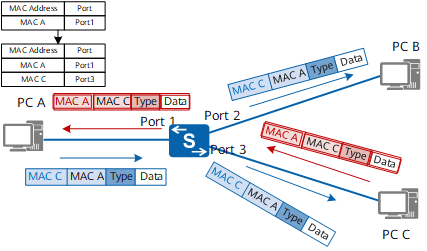 MAC Address Port
MAC A Port1
MAC Address Port
MAC A Port1
MAC C Port3
PC B
MAC C MAC A Type Data
PC A
MAC A MAC C Type Data
Port 1
Port 2
S
Port 3
MAC A MAC C Type Data
MAC C MAC A Type Data
MAC C MAC A Type Data
PC C